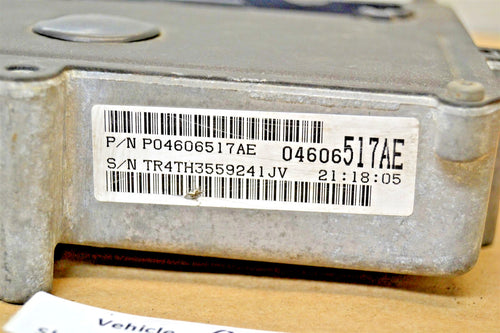 P/N P04606517AE 04606517AE
S/N TR4TH3559241JV 21:18:05
Vehicle